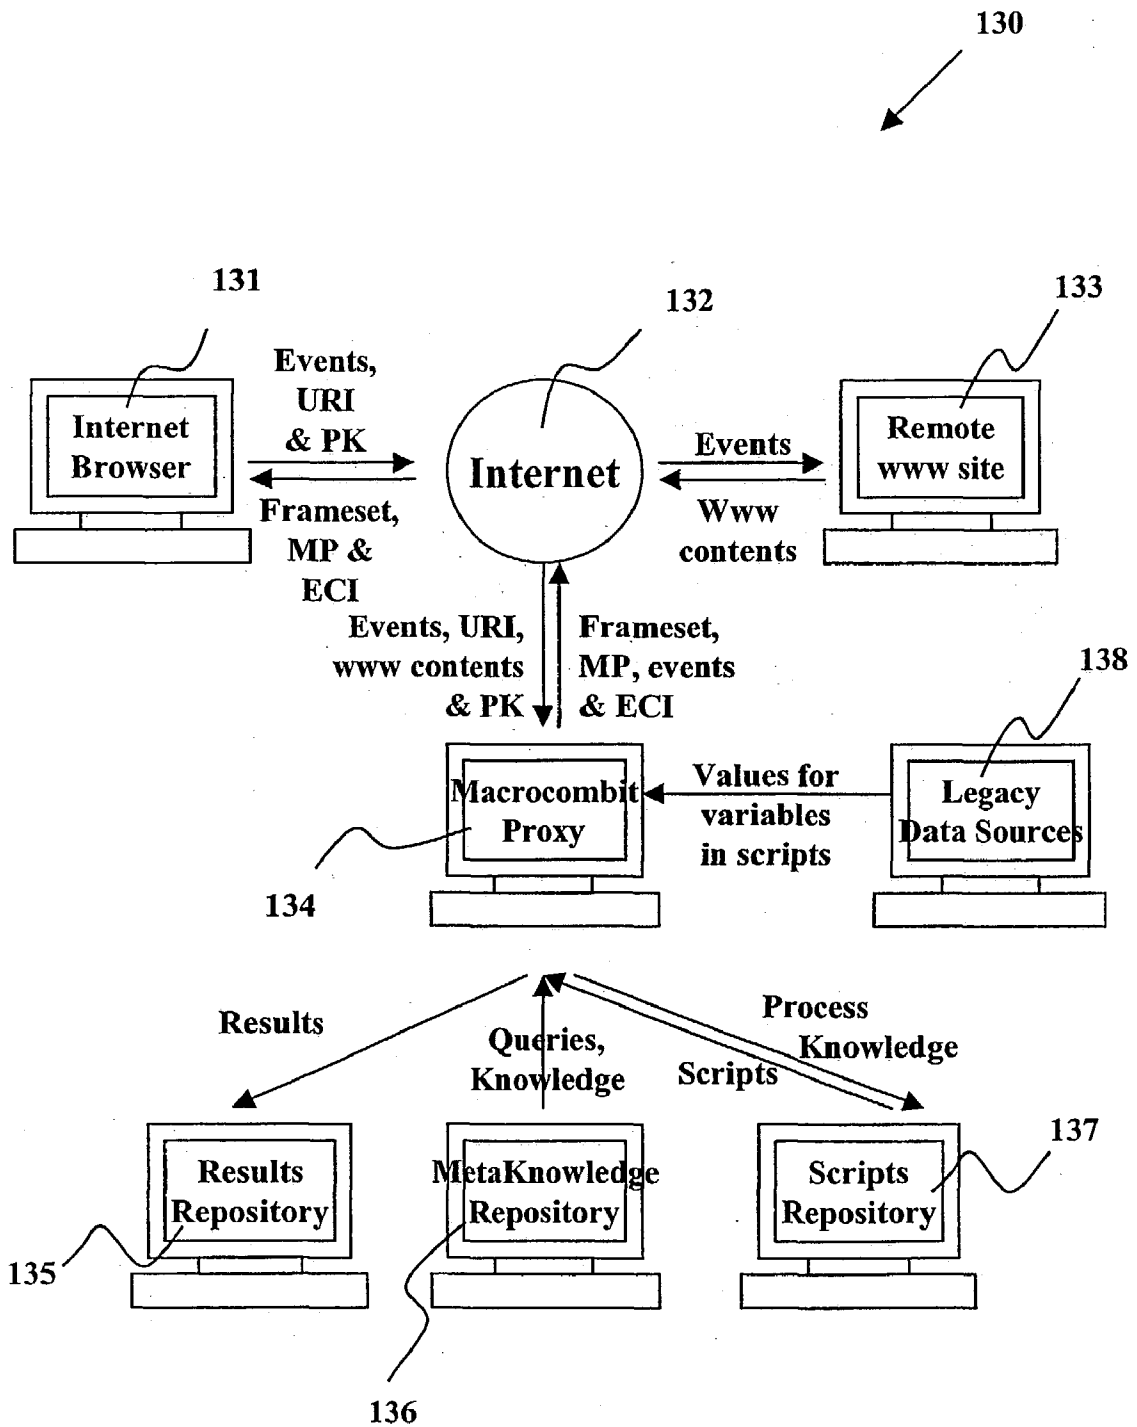 130
131
132
133
Events,
URI
& PK
Internet
Browser
Internet
Events
Remote
www site
Frameset,
MP &
ECI
Www
contents
Events, URI,
www contents
& PK
Frameset,
MP, events
& ECI
138
Macrocombit
Proxy
Values for
variables
in scripts
Legacy
Data Sources
134
Results
Queries,
Knowledge
Process
Knowledge
Scripts
137
Results
Repository
MetaKnowledge
Repository
Scripts
Repository
135
136